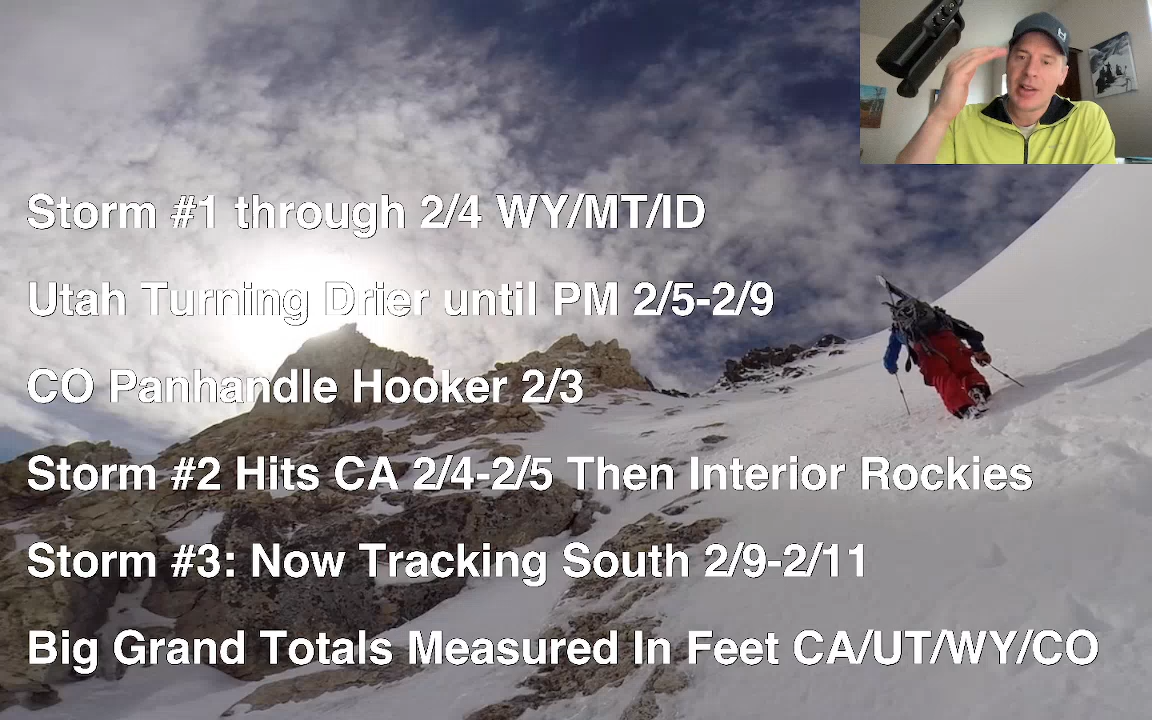 Storm #1 through 2/4 WY/MT/ID
Utah Turning Drier until PM 2/5-2/9
CO Panhandle Hooker 2/3
Storm #2 Hits CA 2/4-2/5 Then Interior Rockies
Storm #3: Now Tracking South 2/9-2/11
Big Grand Totals Measured In Feet CA/UT/WY/CO